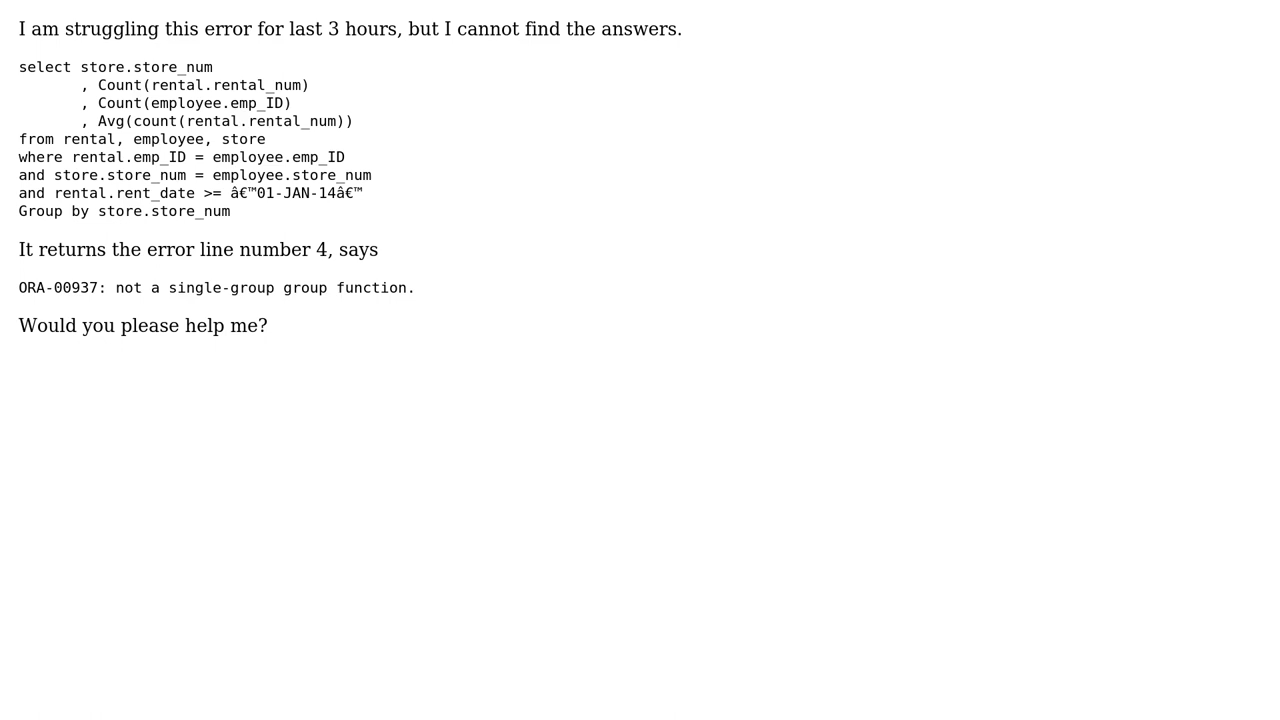 I am struggling this error for last 3 hours, but I cannot find the answers.
select store.store_num
, Count(rental.rental_num)
, Count(employee.emp_ID)
, Avg(count(rental.rental_num))
from rental, employee, store
where rental.emp_ID = employee.emp_ID
and store.store_num = employee.store_num
and rental.rent_date >= â€™01-JAN-14â€™
Group by store.store_num
It returns the error line number 4, says
ORA-00937: not a single-group group function.
Would you please help me?